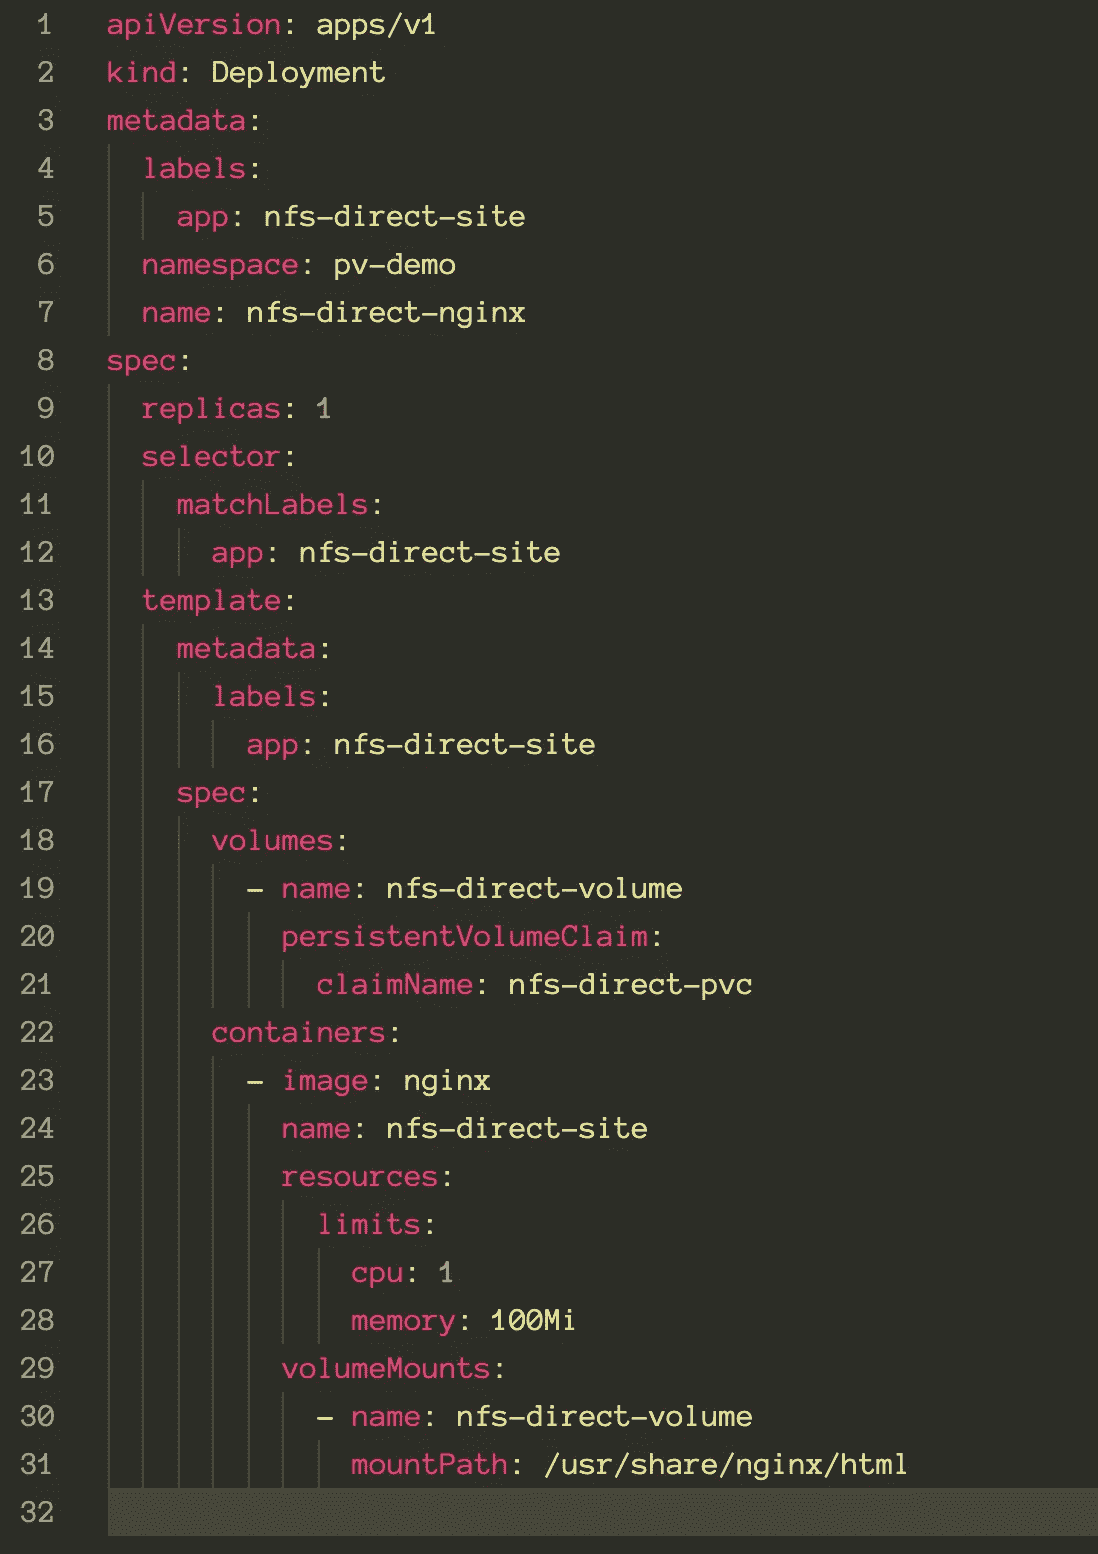 1 apiVersion: apps/v1
2 kind: Deployment
3 metadata:
4   labels:
5     app: nfs-direct-site
6   namespace: pv-demo
7   name: nfs-direct-nginx
8 spec:
9   replicas: 1
10   selector:
11     matchLabels:
12       app: nfs-direct-site
13   template:
14     metadata:
15       labels:
16         app: nfs-direct-site
17     spec:
18       volumes:
19         - name: nfs-direct-volume
20           persistentVolumeClaim:
21             claimName: nfs-direct-pvc
22       containers:
23         - image: nginx
24           name: nfs-direct-site
25           resources:
26             limits:
27               cpu: 1
28               memory: 100Mi
29           volumeMounts:
30             - name: nfs-direct-volume
31               mountPath: /usr/share/nginx/html
32